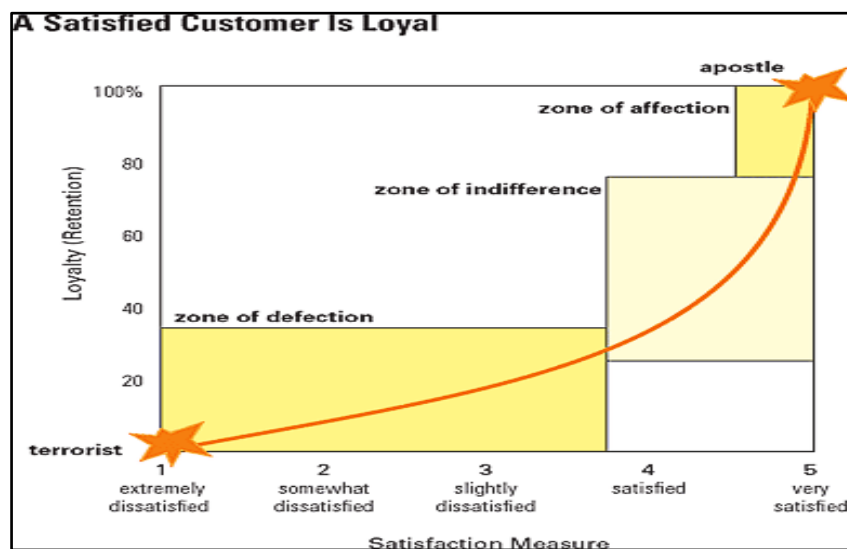 A Satisfied Customer Is Loyal
apostle
100%
zone of affection
80
zone of indifference
60
Loyalty (Retention)
40
zone of defection
20
terrorist
1 2 3 4 5
extremely somewhat slightly satisfied very
dissatisfied dissatisfied dissatisfied satisfied
Satisfaction Measure